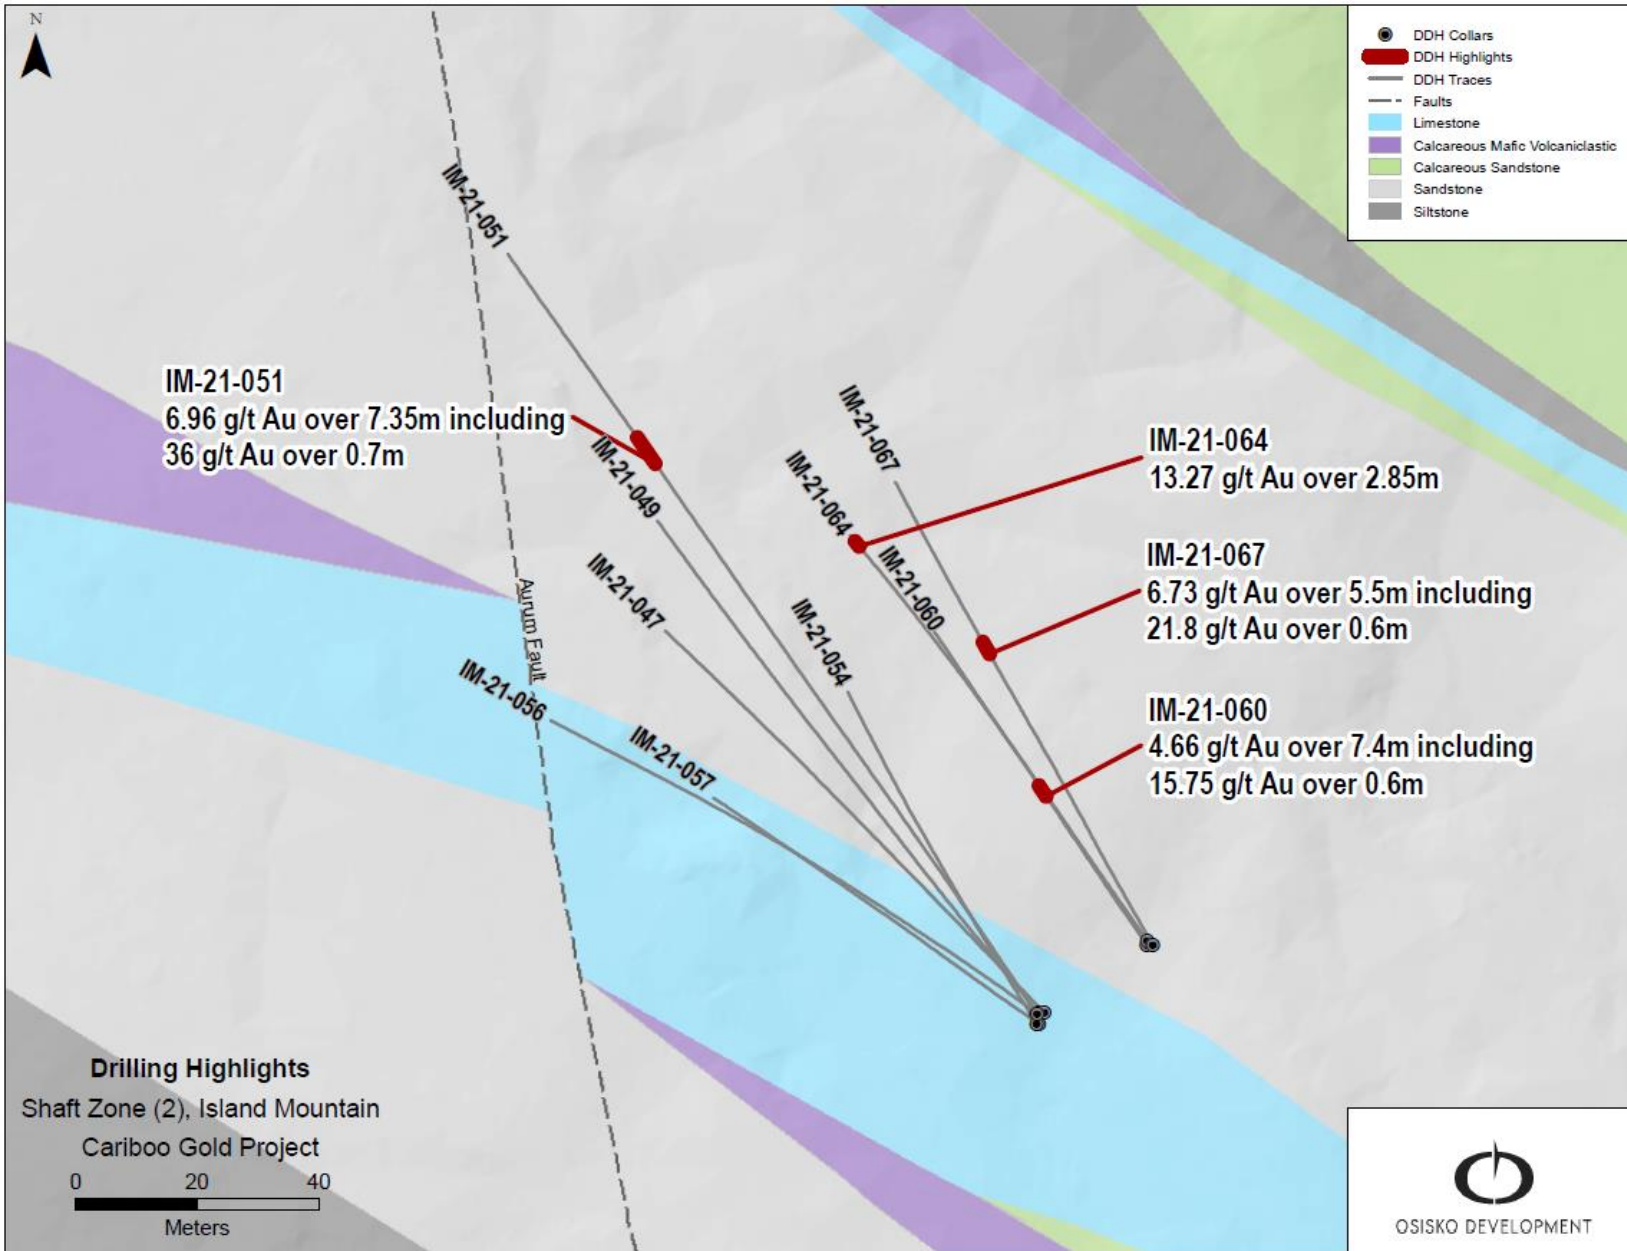 N
DDH Collars
DDH Highlights
DDH Traces
Faults
Limestone
Calcareous Mafic Volcaniclastic
Calcareous Sandstone
Sandstone
Siltstone
IM-21-051
IM-21-051
6.96 g/t Au over 7.35m including
36 g/t Au over 0.7m
IM-21-049
IM-21-067
IM-21-064
IM-21-064
13.27 g/t Au over 2.85m
IM-21-060
IM-21-047
Aurum Fault
IM-21-054
IM-21-067
6.73 g/t Au over 5.5m including
21.8 g/t Au over 0.6m
IM-21-056
IM-21-057
IM-21-060
4.66 g/t Au over 7.4m including
15.75 g/t Au over 0.6m
Drilling Highlights
Shaft Zone (2), Island Mountain
Cariboo Gold Project
0 20 40
Meters
OSISKO DEVELOPMENT